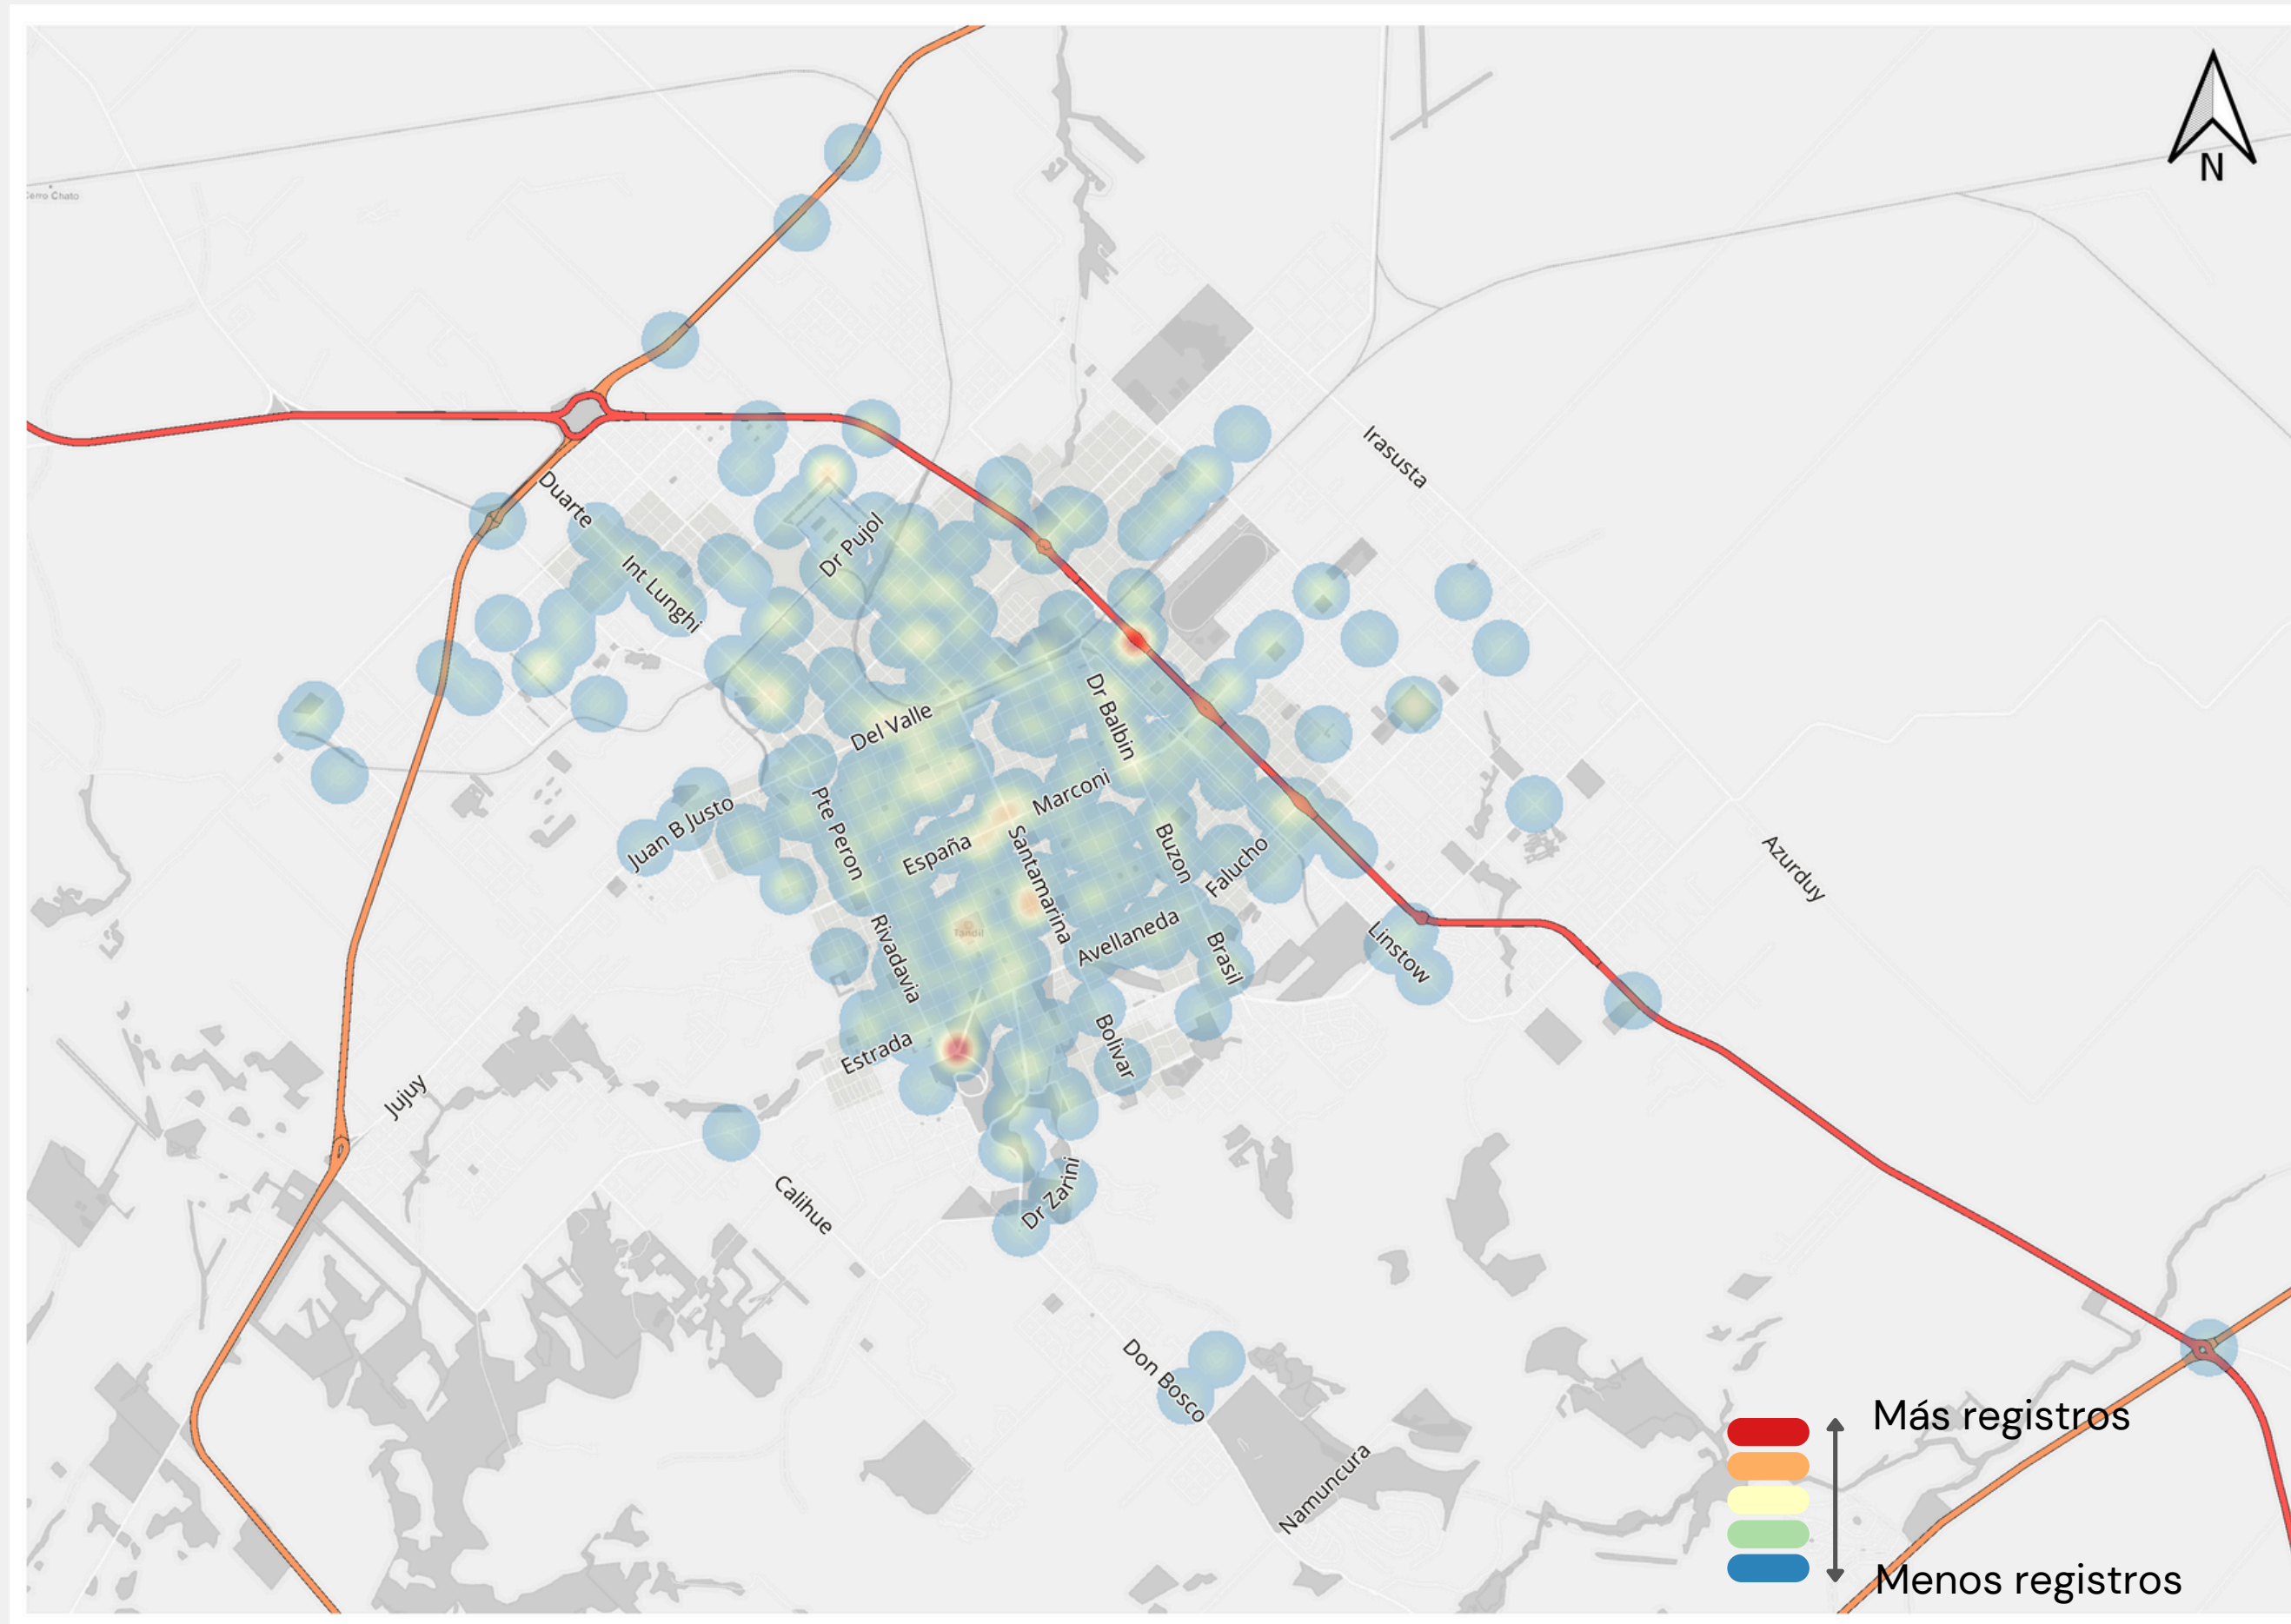 N
Cerro Chato
Irasusta
Duarte
Dr Pujol
Int Lunghi
Dr Balbin
Del Valle
Marconi
Juan B Justo
Pte Peron
España
Santamarina
Buzon
Falucho
Azurduy
Tandil
Rivadavia
Avellaneda
Brasil
Linstow
Estrada
Bolivar
Jujuy
Calihue
Dr Zarini
Don Bosco
Namuncura
Más registros
Menos registros